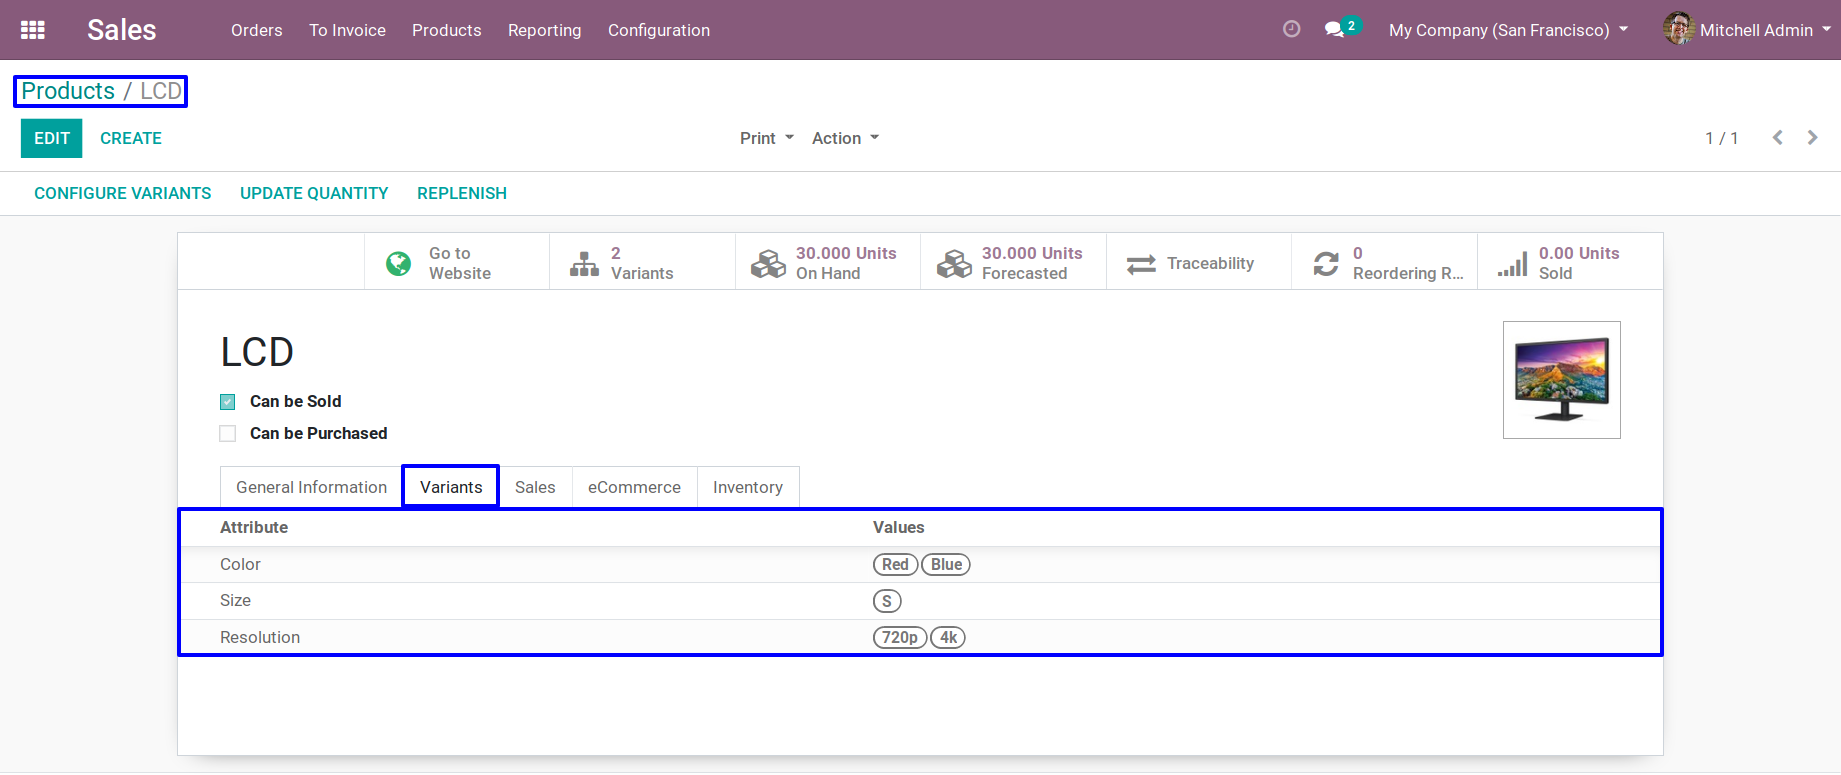 Sales Orders To Invoice Products Reporting Configuration 2 My Company (San Francisco) Mitchell Admin
Products / LCD
EDIT CREATE Print Action 1 / 1
CONFIGURE VARIANTS UPDATE QUANTITY REPLENISH
Go to Website
2 Variants
30.000 Units On Hand
30.000 Units Forecasted
Traceability
0 Reordering R...
0.00 Units Sold
LCD
Can be Sold
Can be Purchased
General Information Variants Sales eCommerce Inventory
Attribute Values
Color Red Blue
Size S
Resolution 720p 4k